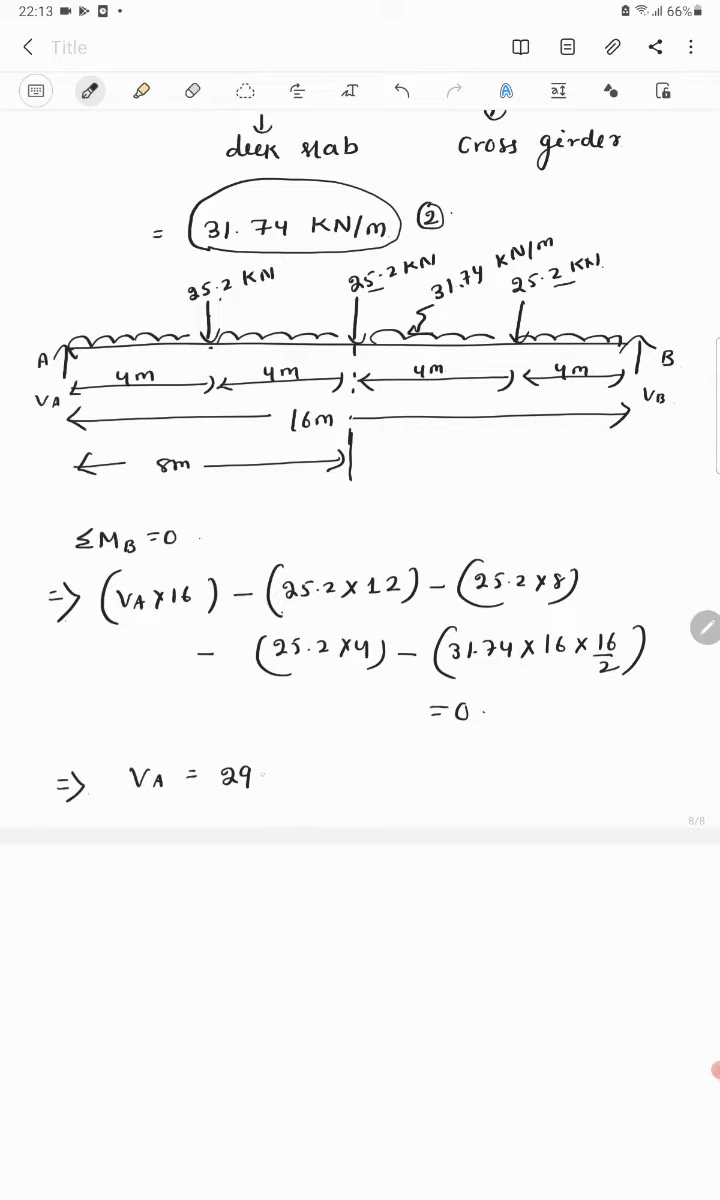 22:13 66%
Title
deck slab cross girder
= 31.74 KN/m ②
25.2 KN 25.2 KN 31.74 KN/m 25.2 KN
A B
4m 4m 4m 4m
VA VB
16m
8m
ΣMB = 0
=> (VA × 16) - (25.2 × 12) - (25.2 × 8)
- (25.2 × 4) - (31.74 × 16 × 16/2)
= 0.
=> VA = 29
8/8